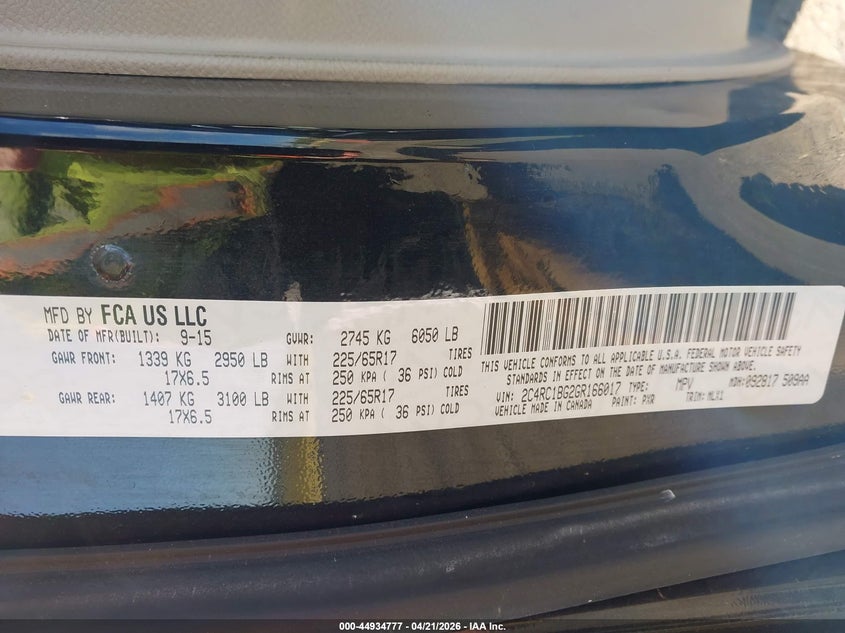 MFD BY FCA US LLC
DATE OF MFR(BUILT): 9-15 GVWR: 2745 KG 6050 LB
GAWR FRONT: 1339 KG 2950 LB WITH 225/65R17 TIRES
17X6.5 RIMS AT 250 KPA ( 36 PSI) COLD
GAWR REAR: 1407 KG 3100 LB WITH 225/65R17 TIRES
17X6.5 RIMS AT 250 KPA ( 36 PSI) COLD
THIS VEHICLE CONFORMS TO ALL APPLICABLE U.S.A. FEDERAL MOTOR VEHICLE SAFETY
STANDARDS IN EFFECT ON THE DATE OF MANUFACTURE SHOWN ABOVE.
VIN: 2C4RC1BG2GR166017 TYPE: MPV MDH: 092817 509AA
VEHICLE MADE IN CANADA PAINT: PXR TRIM: MLX1
000-44934777 - 04/21/2026 - IAA Inc.